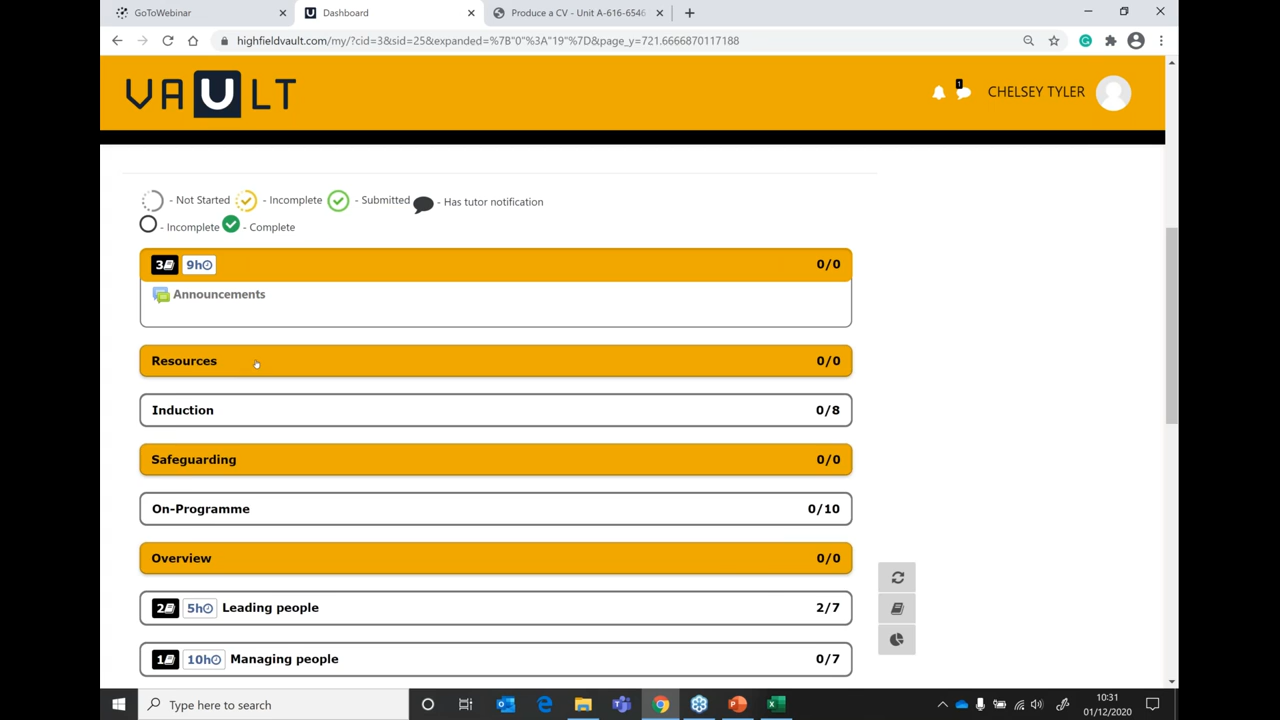 GoToWebinar
Dashboard
Produce a CV - Unit A-616-6546
highfieldvault.com/my/?cid=3&sid=25&expanded=%7B"0"%3A"19"%7D&page_y=721.6666870117188
VAULT
1
CHELSEY TYLER
- Not Started - Incomplete - Submitted - Has tutor notification
- Incomplete - Complete
3 9h 0/0
Announcements
Resources 0/0
Induction 0/8
Safeguarding 0/0
On-Programme 0/10
Overview 0/0
2 5h Leading people 2/7
1 10h Managing people 0/7
Type here to search
10:31
01/12/2020